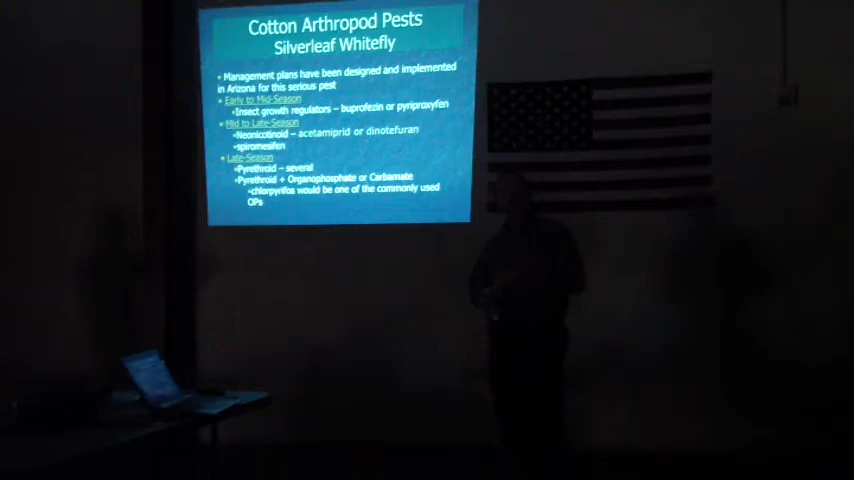 Cotton Arthropod Pests
Silverleaf Whitefly
• Management plans have been designed and implemented
in Arizona for this serious pest
• Early to Mid-Season
•Insect growth regulators – buprofezin or pyriproxyfen
• Mid to Late-Season
•Neonicotinoid – acetamiprid or dinotefuran
•spiromesifen
• Late-Season
•Pyrethroid – several
•Pyrethroid + Organophosphate or Carbamate
•chlorpyrifos would be one of the commonly used
OPs